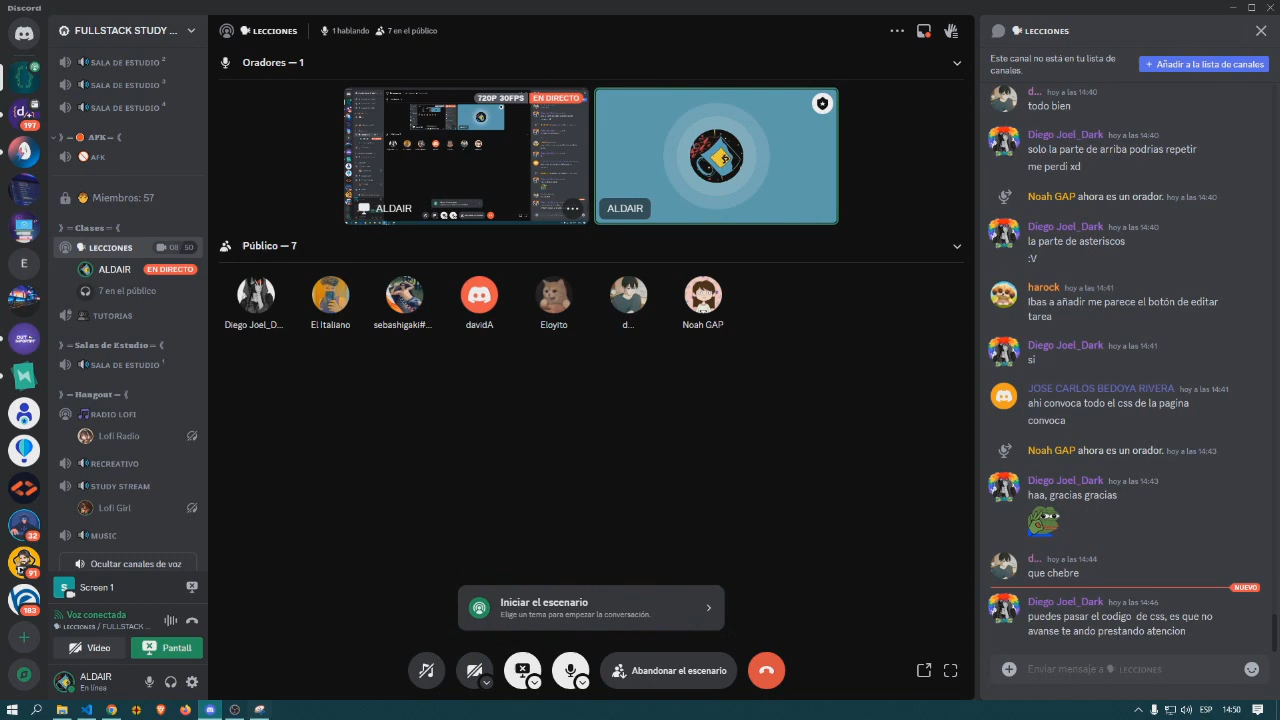 Discord
FULLSTACK STUDY ...
SALA DE ESTUDIO ²
SALA DE ESTUDIO ³
SALA DE ESTUDIO ⁴
AFK
AFK
Miembros: 57
Clases
LECCIONES
08 50
ALDAIR
EN DIRECTO
7 en el público
TUTORIAS
Salas de Estudio
SALA DE ESTUDIO ¹
Hangout
RADIO LOFI
Lofi Radio
RECREATIVO
STUDY STREAM
Lofi Girl
MUSIC
Ocultar canales de voz
S
Screen 1
Voz conectada
LECCIONES / FULLSTACK ...
Video
Pantall
ALDAIR
En línea
197
E
32
91
183
LECCIONES
1 hablando
7 en el público
Oradores — 1
720P 30FPS
EN DIRECTO
ALDAIR
ALDAIR
Público — 7
Diego Joel_D...
El Italiano
sebashigaki#...
davidA
Eloyito
d...
Noah GAP
Iniciar el escenario
Elige un tema para empezar la conversación.
Abandonar el escenario
LECCIONES
Este canal no está en tu lista de
canales.
+ Añadir a la lista de canales
d... hoy a las 14:40
todo bien
Diego Joel_Dark hoy a las 14:40
solo la parte de arriba podrias repetir
me perdi xd
Noah GAP ahora es un orador. hoy a las 14:40
Diego Joel_Dark hoy a las 14:40
la parte de asteriscos
:V
harock hoy a las 14:41
Ibas a añadir me parece el botón de editar
tarea
Diego Joel_Dark hoy a las 14:41
si
JOSE CARLOS BEDOYA RIVERA hoy a las 14:41
ahi convoca todo el css de la pagina
convoca
Noah GAP ahora es un orador. hoy a las 14:43
Diego Joel_Dark hoy a las 14:43
haa, gracias gracias
d... hoy a las 14:44
que chebre
NUEVO
Diego Joel_Dark hoy a las 14:46
puedes pasar el codigo de css, es que no
avanse te ando prestando atencion
Enviar mensaje a LECCIONES
ESP
14:50